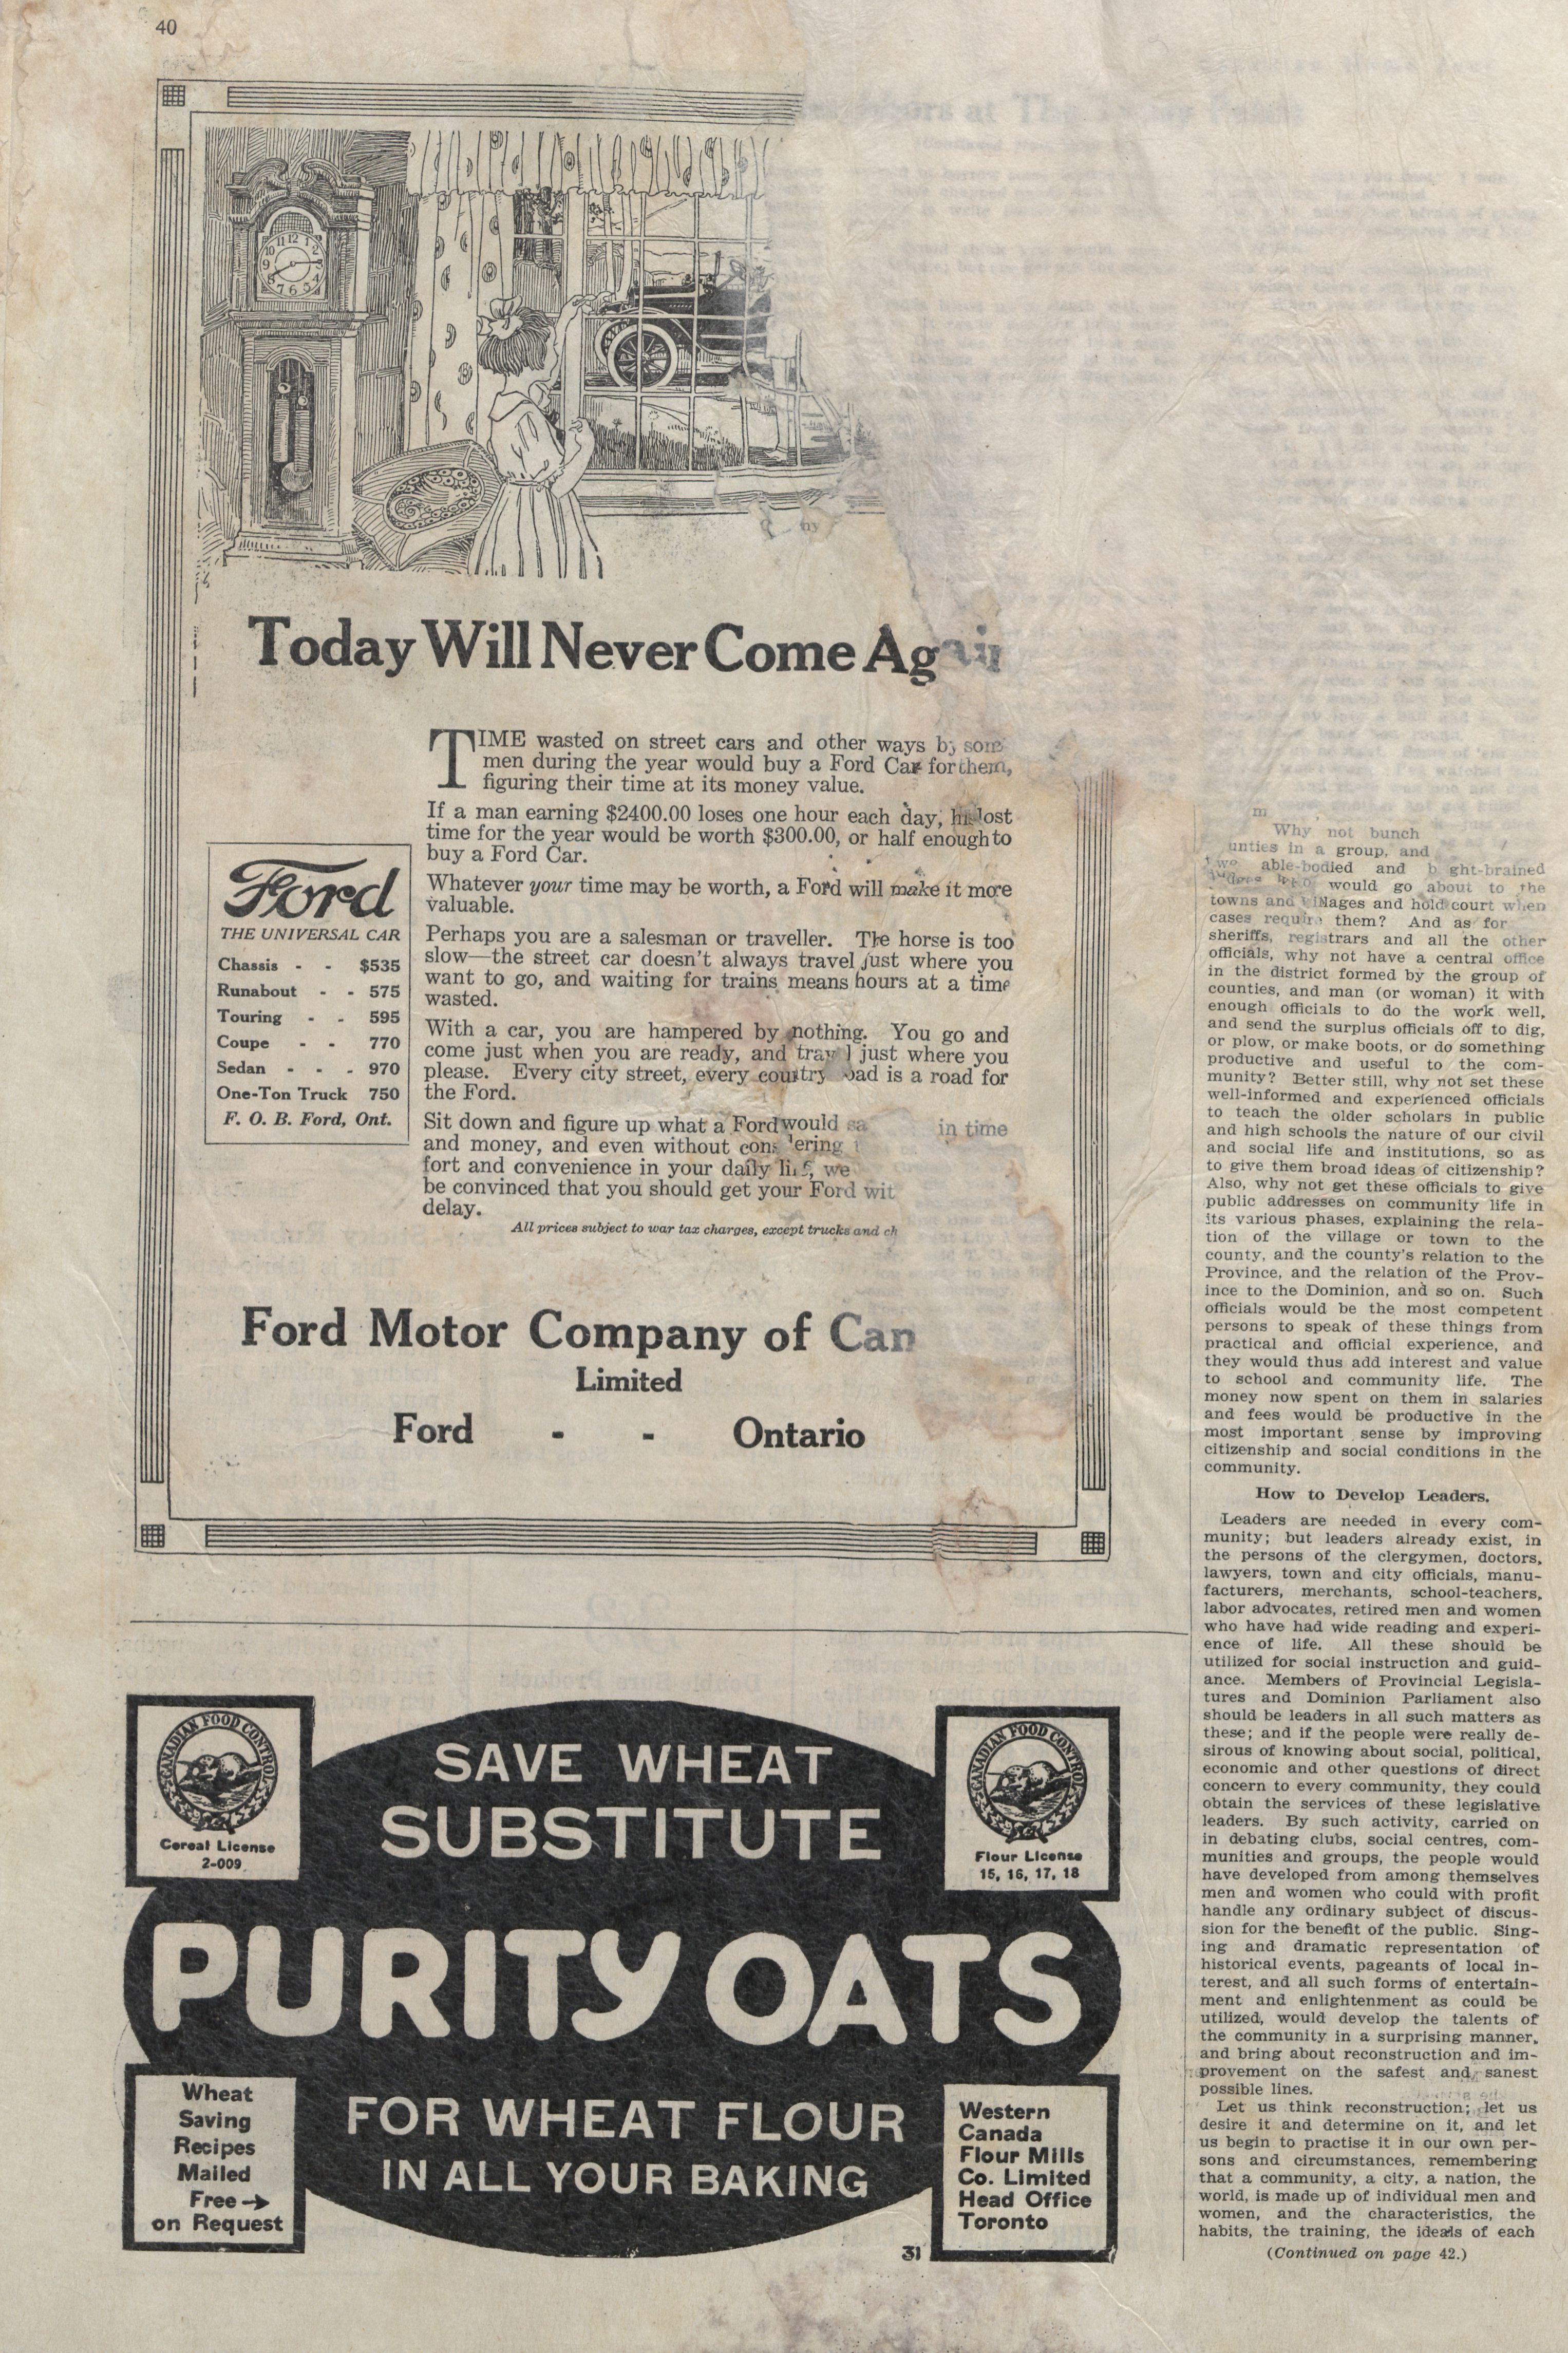 40
Today Will Never Come Again
TIME wasted on street cars and other ways by some
men during the year would buy a Ford Car for them,
figuring their time at its money value.
If a man earning $2400.00 loses one hour each day, his lost
time for the year would be worth $300.00, or half enough to
buy a Ford Car.
Whatever your time may be worth, a Ford will make it more
valuable.
Perhaps you are a salesman or traveller. The horse is too
slow—the street car doesn't always travel just where you
want to go, and waiting for trains means hours at a time
wasted.
With a car, you are hampered by nothing. You go and
come just when you are ready, and travel just where you
please. Every city street, every country road is a road for
the Ford.
Sit down and figure up what a Ford would sa in time
and money, and even without considering
fort and convenience in your daily life, we
be convinced that you should get your Ford wit
delay.
All prices subject to war tax charges, except trucks and ch
Ford
THE UNIVERSAL CAR
Chassis - - $535
Runabout - - 575
Touring - - 595
Coupe - - 770
Sedan - - - 970
One-Ton Truck 750
F. O. B. Ford, Ont.
Ford Motor Company of Can
Limited
Ford - - Ontario
CANADIAN FOOD CONTROL
Cereal License
2-009
SAVE WHEAT
SUBSTITUTE
CANADIAN FOOD CONTROL
Flour License
15, 16, 17, 18
PURITY OATS
Wheat
Saving
Recipes
Mailed
Free →
on Request
FOR WHEAT FLOUR
IN ALL YOUR BAKING
Western
Canada
Flour Mills
Co. Limited
Head Office
Toronto
31
Why not bunch
unties in a group, and
two able-bodied and bright-brained
would go about to the
towns and villages and hold court when
cases require them? And as for
sheriffs, registrars and all the other
officials, why not have a central office
in the district formed by the group of
counties, and man (or woman) it with
enough officials to do the work well,
and send the surplus officials off to dig,
or plow, or make boots, or do something
productive and useful to the com-
munity? Better still, why not set these
well-informed and experienced officials
to teach the older scholars in public
and high schools the nature of our civil
and social life and institutions, so as
to give them broad ideas of citizenship?
Also, why not get these officials to give
public addresses on community life in
its various phases, explaining the rela-
tion of the village or town to the
county, and the county's relation to the
Province, and the relation of the Prov-
ince to the Dominion, and so on. Such
officials would be the most competent
persons to speak of these things from
practical and official experience, and
they would thus add interest and value
to school and community life. The
money now spent on them in salaries
and fees would be productive in the
most important sense by improving
citizenship and social conditions in the
community.
How to Develop Leaders.
Leaders are needed in every com-
munity; but leaders already exist, in
the persons of the clergymen, doctors,
lawyers, town and city officials, manu-
facturers, merchants, school-teachers,
labor advocates, retired men and women
who have had wide reading and experi-
ence of life. All these should be
utilized for social instruction and guid-
ance. Members of Provincial Legisla-
tures and Dominion Parliament also
should be leaders in all such matters as
these; and if the people were really de-
sirous of knowing about social, political,
economic and other questions of direct
concern to every community, they could
obtain the services of these legislative
leaders. By such activity, carried on
in debating clubs, social centres, com-
munities and groups, the people would
have developed from among themselves
men and women who could with profit
handle any ordinary subject of discus-
sion for the benefit of the public. Sing-
ing and dramatic representation of
historical events, pageants of local in-
terest, and all such forms of entertain-
ment and enlightenment as could be
utilized, would develop the talents of
the community in a surprising manner,
and bring about reconstruction and im-
provement on the safest and sanest
possible lines.
Let us think reconstruction; let us
desire it and determine on it, and let
us begin to practise it in our own per-
sons and circumstances, remembering
that a community, a city, a nation, the
world, is made up of individual men and
women, and the characteristics, the
habits, the training, the ideals of each
(Continued on page 42.)